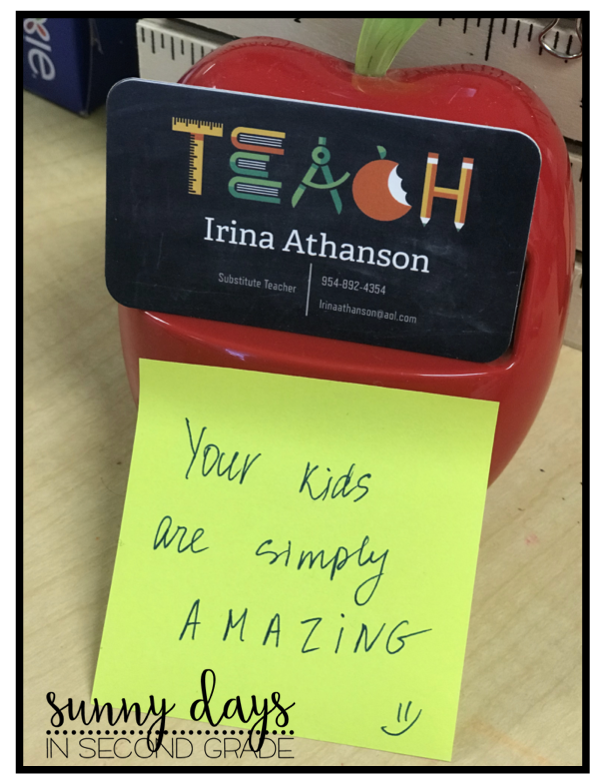 TEACH
Irina Athanson
Substitute Teacher
954-892-4354
Irinaathanson@aol.com
Your kids
are simply
AMAZiNG
sunny days
IN SECOND GRADE